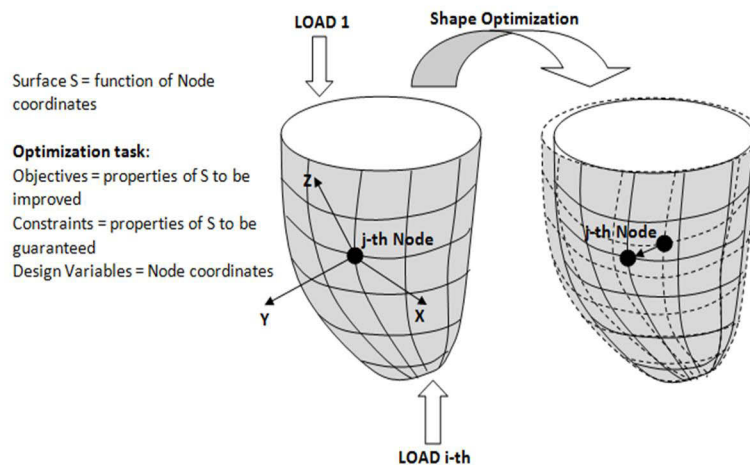 LOAD 1
Shape Optimization
Surface S = function of Node
coordinates
Optimization task:
Objectives = properties of S to be
improved
Constraints = properties of S to be
guaranteed
Design Variables = Node coordinates
Z
j-th Node
Y
X
j-th Node
LOAD i-th